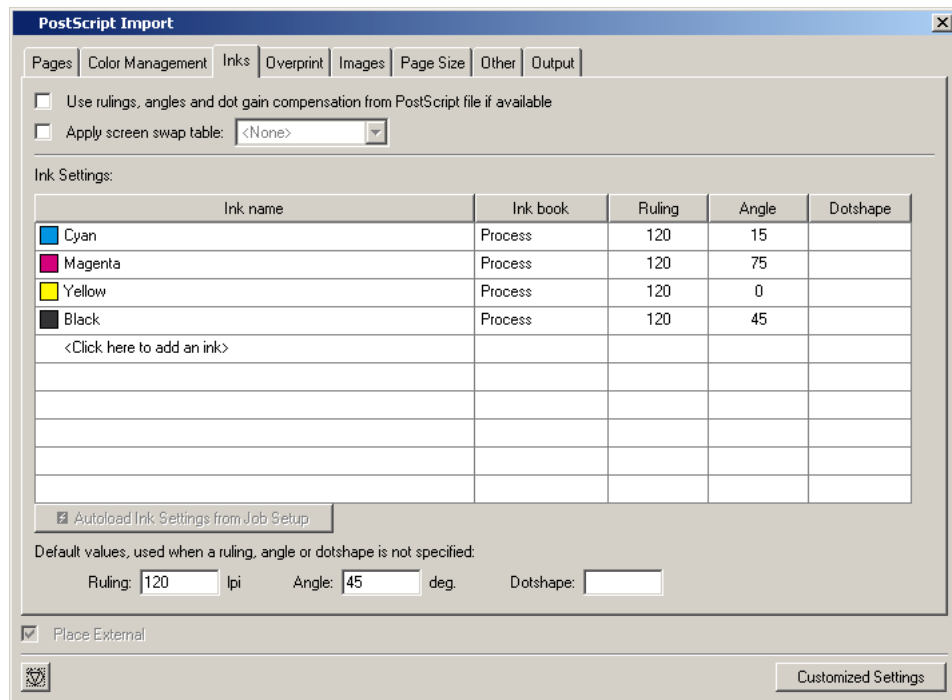 PostScript Import
Pages Color Management Inks Overprint Images Page Size Other Output
Use rulings, angles and dot gain compensation from PostScript file if available
Apply screen swap table: <None>
Ink Settings:
Ink name Ink book Ruling Angle Dotshape
Cyan Process 120 15
Magenta Process 120 75
Yellow Process 120 0
Black Process 120 45
<Click here to add an ink>
Autoload Ink Settings from Job Setup
Default values, used when a ruling, angle or dotshape is not specified:
Ruling: 120 lpi Angle: 45 deg. Dotshape:
Place External
Customized Settings